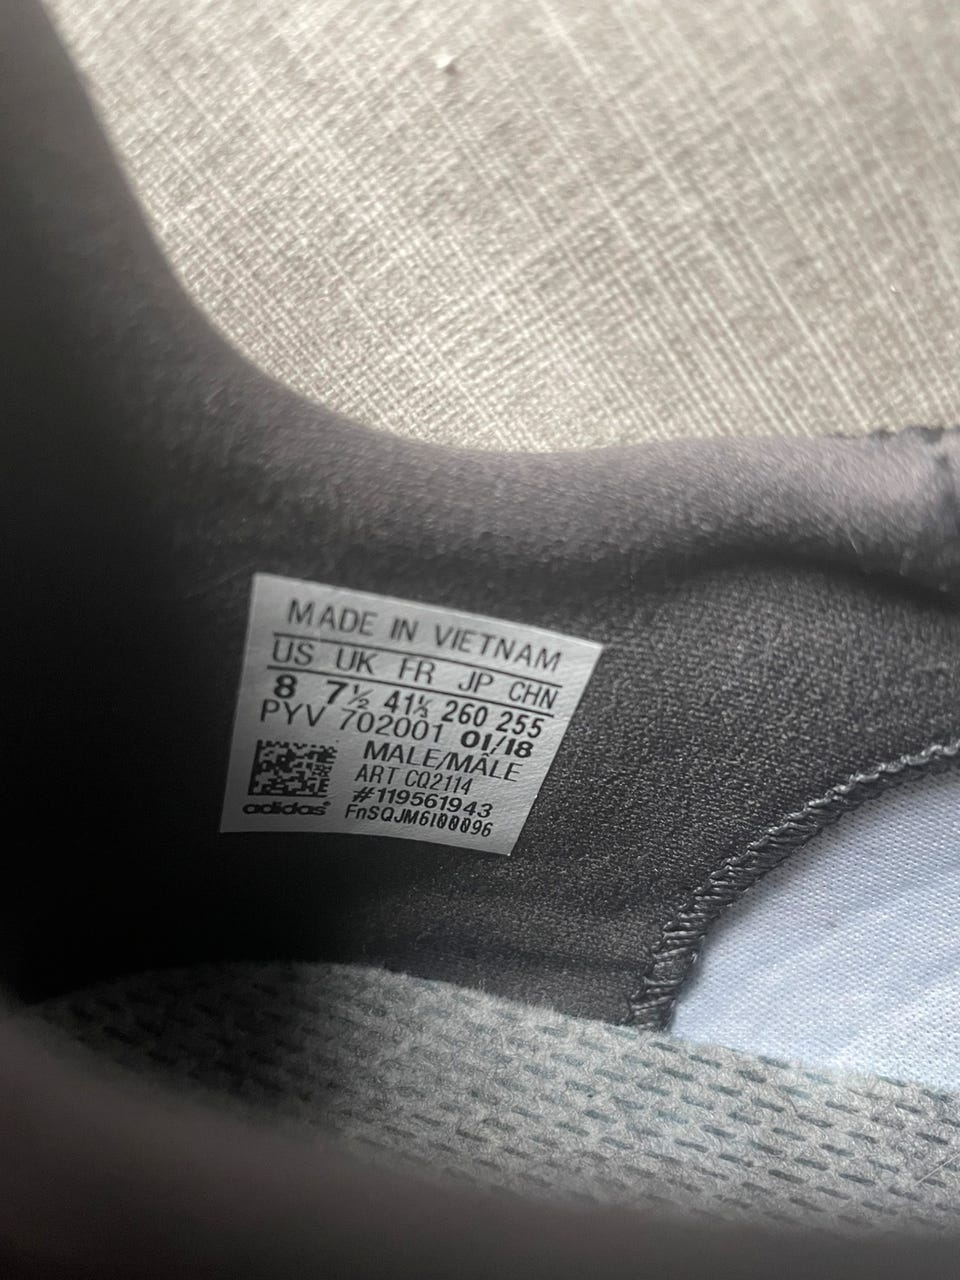 MADE IN VIETNAM
US UK FR JP CHN
8 7½ 41⅓ 260 255
PYV 702001 01/18
MALE/MÂLE
ART CQ2114
#119561943
adidas FnSQJM6100096